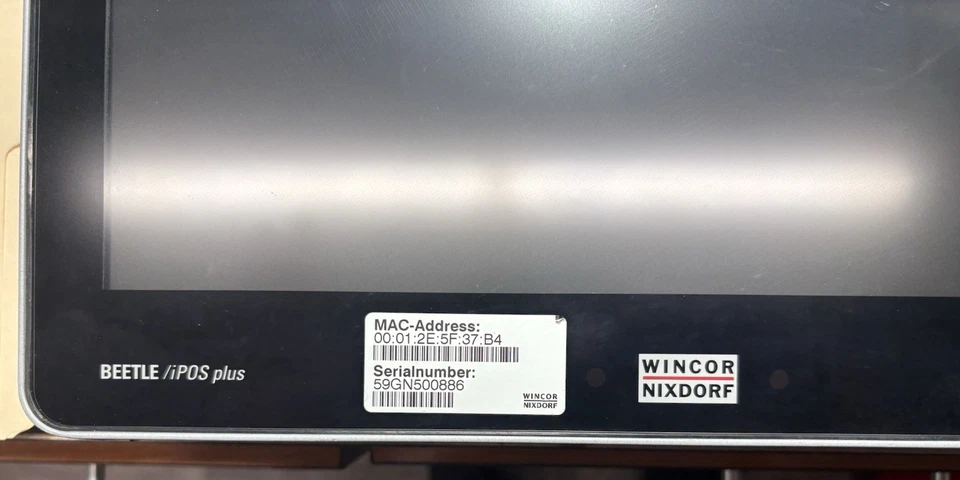 MAC-Address:
00:01:2E:5F:37:B4
Serialnumber:
59GN500886
WINCOR
NIXDORF
BEETLE /iPOS plus
WINCOR
NIXDORF